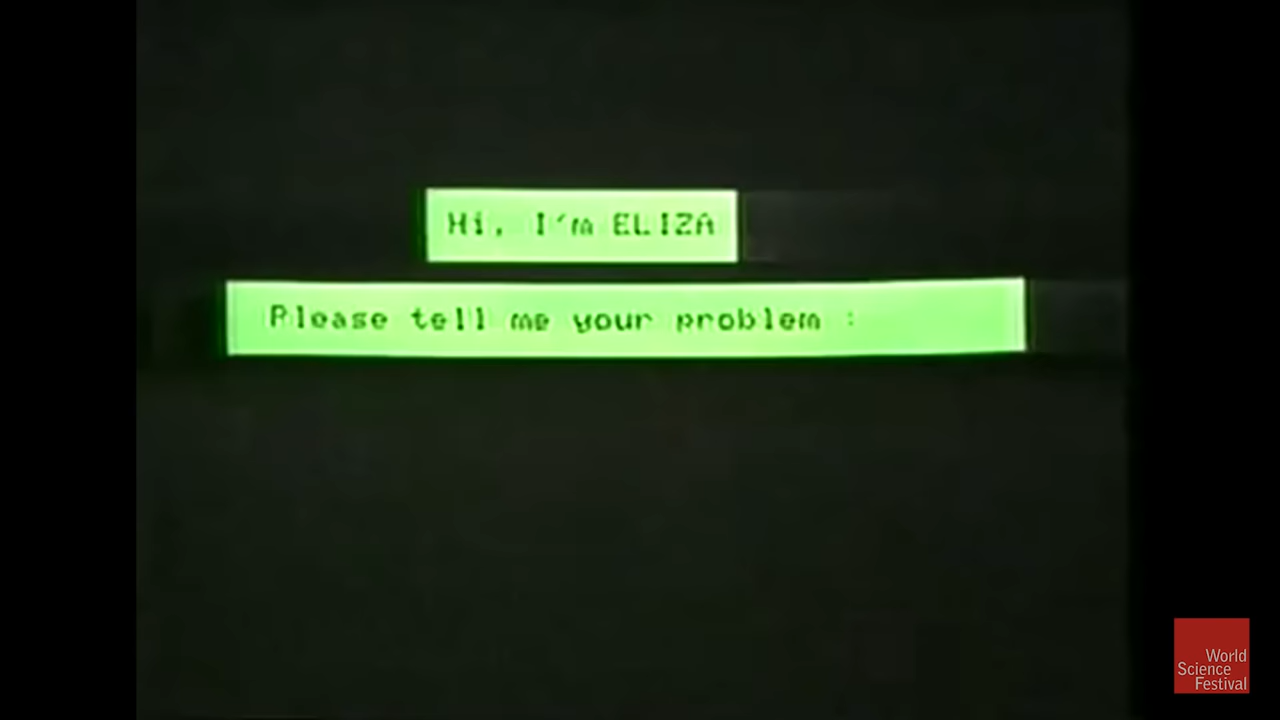 Hi, I'm ELIZA
Please tell me your problem :
World
Science
Festival